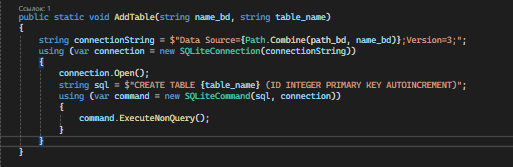 Ссылок: 1
public static void AddTable(string name_bd, string table_name)
{
string connectionString = $"Data Source={Path.Combine(path_bd, name_bd)};Version=3;";
using (var connection = new SQLiteConnection(connectionString))
{
connection.Open();
string sql = $"CREATE TABLE {table_name} (ID INTEGER PRIMARY KEY AUTOINCREMENT)";
using (var command = new SQLiteCommand(sql, connection))
{
command.ExecuteNonQuery();
}
}
}